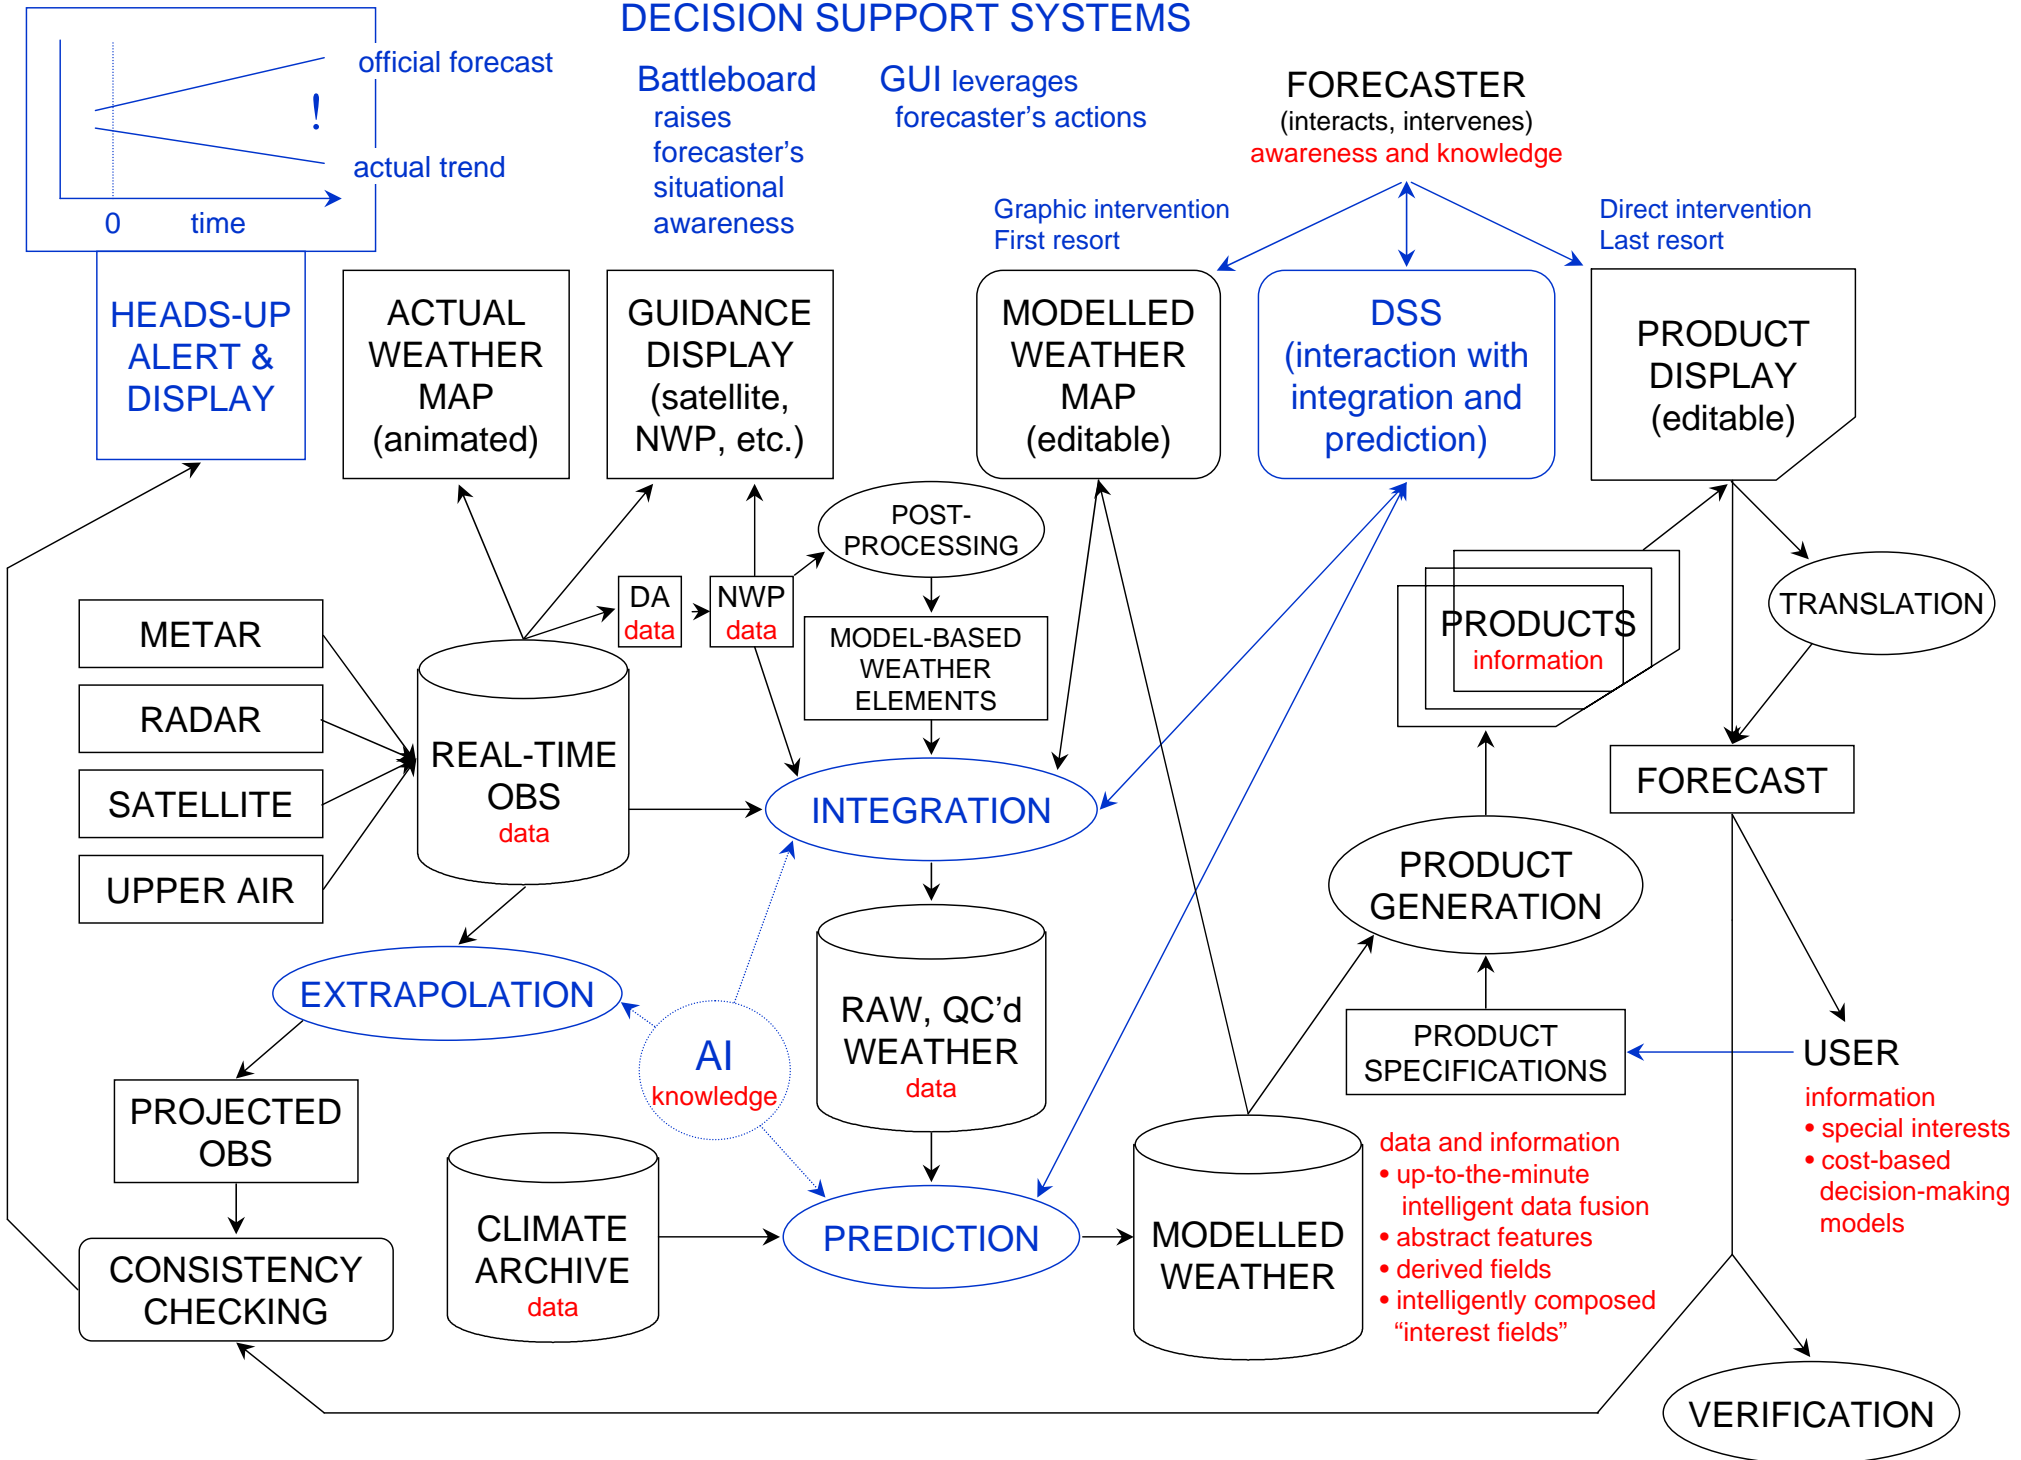 DECISION SUPPORT SYSTEMS
official forecast
!
actual trend
0 time
Battleboard
raises
forecaster's
situational
awareness
GUI leverages
forecaster's actions
FORECASTER
(interacts, intervenes)
awareness and knowledge
Graphic intervention
First resort
Direct intervention
Last resort
HEADS-UP
ALERT &
DISPLAY
ACTUAL
WEATHER
MAP
(animated)
GUIDANCE
DISPLAY
(satellite,
NWP, etc.)
MODELLED
WEATHER
MAP
(editable)
DSS
(interaction with
integration and
prediction)
PRODUCT
DISPLAY
(editable)
POST-
PROCESSING
DA
data
NWP
data
MODEL-BASED
WEATHER
ELEMENTS
METAR
RADAR
SATELLITE
UPPER AIR
REAL-TIME
OBS
data
INTEGRATION
PRODUCTS
information
TRANSLATION
FORECAST
PRODUCT
GENERATION
EXTRAPOLATION
AI
knowledge
RAW, QC'd
WEATHER
data
PRODUCT
SPECIFICATIONS
USER
information
• special interests
• cost-based
decision-making
models
PROJECTED
OBS
CONSISTENCY
CHECKING
CLIMATE
ARCHIVE
data
PREDICTION
MODELLED
WEATHER
data and information
• up-to-the-minute
intelligent data fusion
• abstract features
• derived fields
• intelligently composed
“interest fields”
VERIFICATION